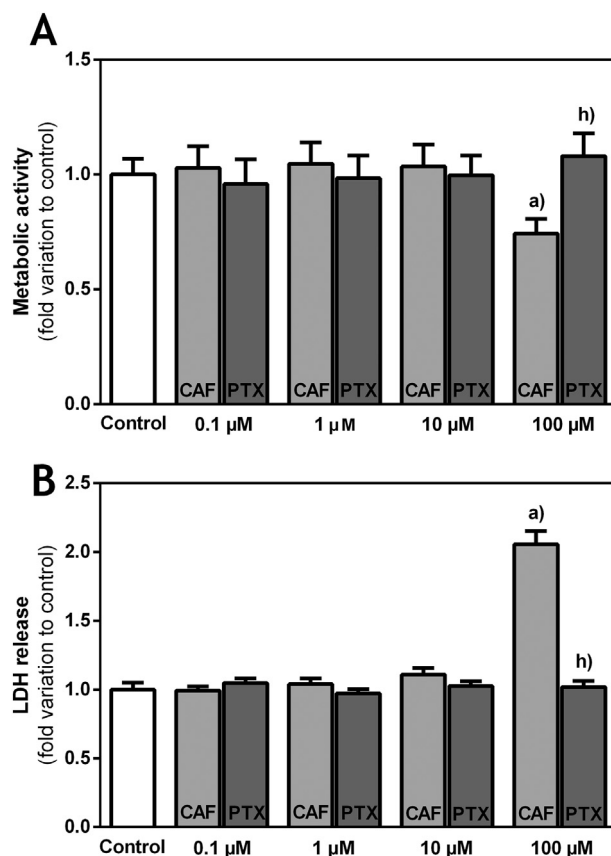 A
Metabolic activity
(fold variation to control)
1.5
1.0
0.5
0.0
h)
a)
CAF PTX CAF PTX CAF PTX CAF PTX
Control 0.1 µM 1 µM 10 µM 100 µM
B
LDH release
(fold variation to control)
2.5
2.0
1.5
1.0
0.5
0.0
a)
h)
CAF PTX CAF PTX CAF PTX CAF PTX
Control 0.1 µM 1 µM 10 µM 100 µM